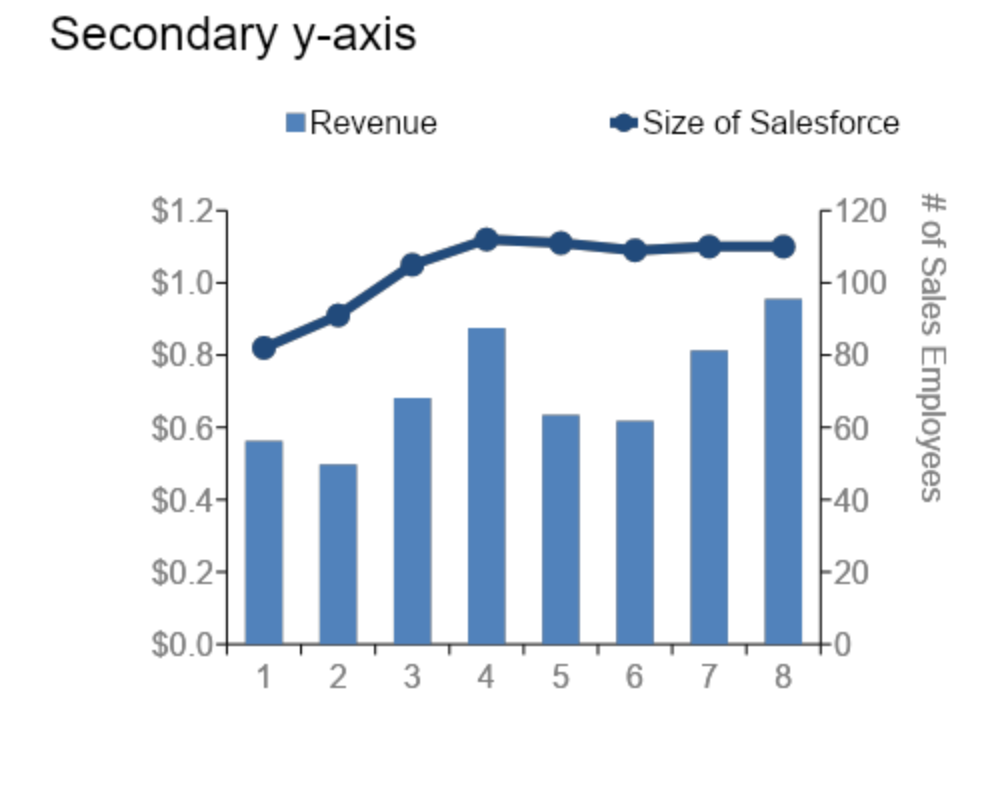 Secondary y-axis
Revenue
Size of Salesforce
$1.2
$1.0
$0.8
$0.6
$0.4
$0.2
$0.0
120
100
80
60
40
20
0
# of Sales Employees
1 2 3 4 5 6 7 8